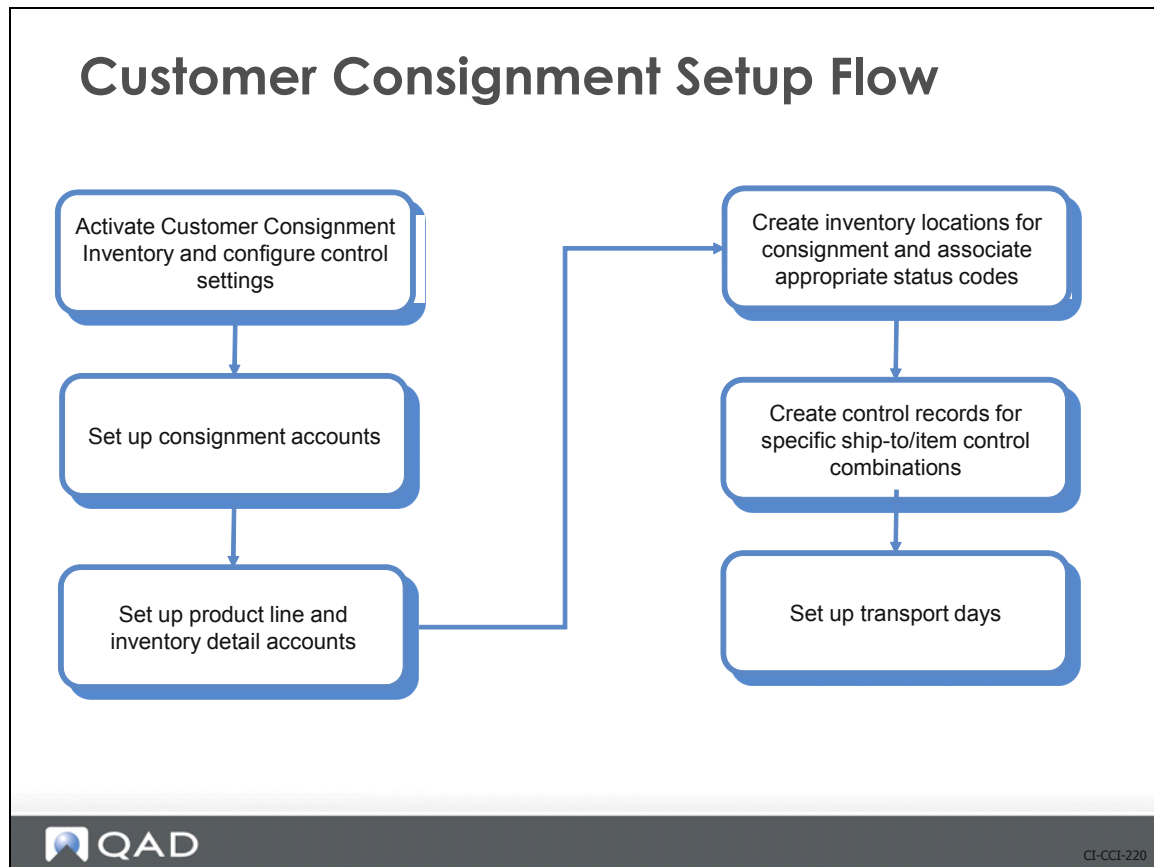 Customer Consignment Setup Flow
Activate Customer Consignment
Inventory and configure control
settings
Set up consignment accounts
Set up product line and
inventory detail accounts
Create inventory locations for
consignment and associate
appropriate status codes
Create control records for
specific ship-to/item control
combinations
Set up transport days
QAD
CI-CCI-220